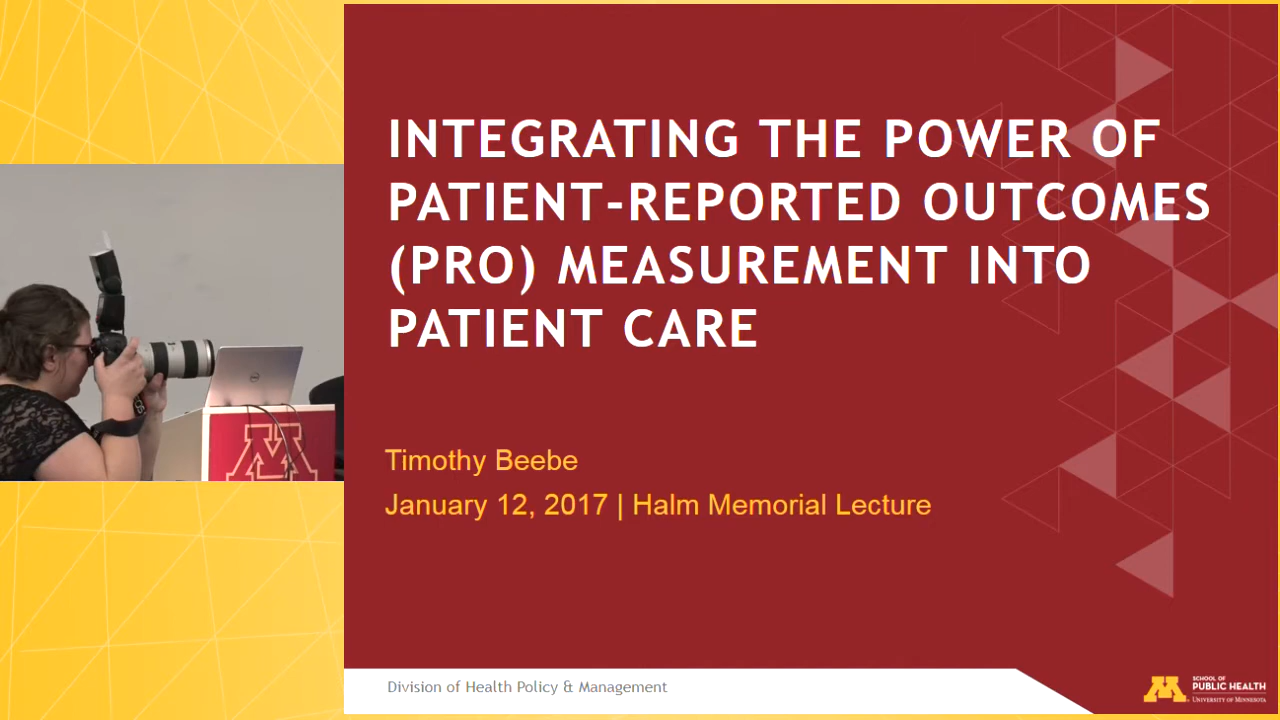 INTEGRATING THE POWER OF
PATIENT-REPORTED OUTCOMES
(PRO) MEASUREMENT INTO
PATIENT CARE
Timothy Beebe
January 12, 2017 | Halm Memorial Lecture
Division of Health Policy & Management
M
SCHOOL OF
PUBLIC HEALTH
UNIVERSITY OF MINNESOTA
M
DELL